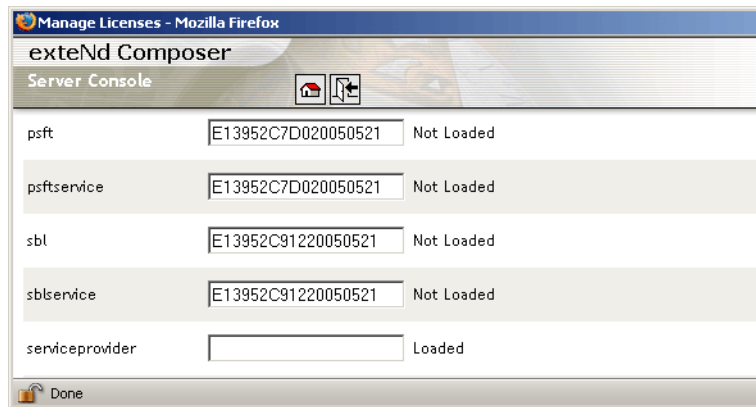 Manage Licenses - Mozilla Firefox
exteNd Composer
Server Console
psft E13952C7D020050521 Not Loaded
psftservice E13952C7D020050521 Not Loaded
sbl E13952C91220050521 Not Loaded
sblservice E13952C91220050521 Not Loaded
serviceprovider Loaded
Done